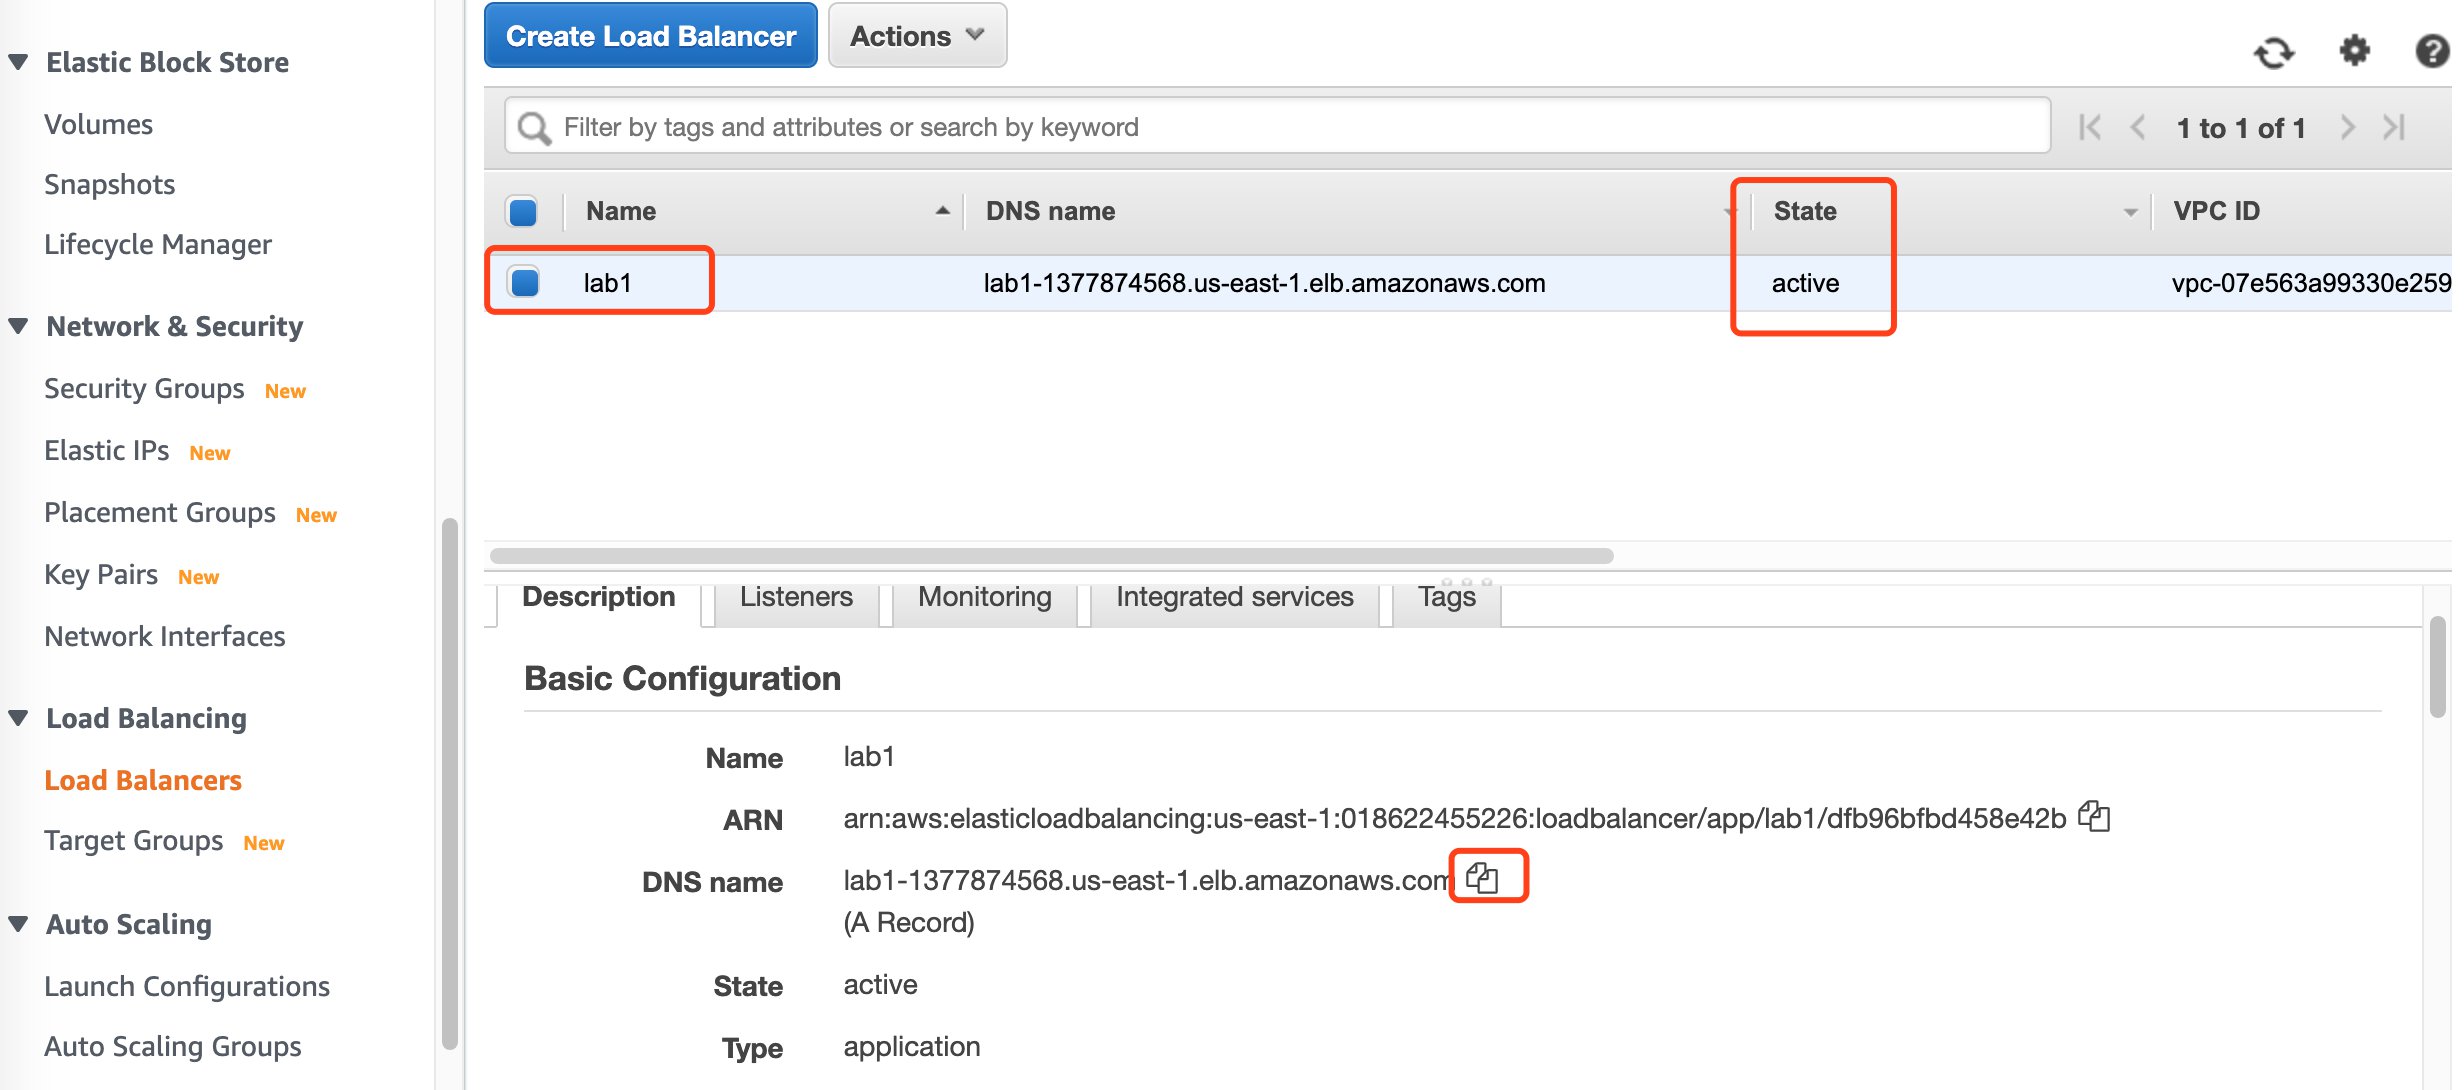 Elastic Block Store
Volumes
Snapshots
Lifecycle Manager
Network & Security
Security Groups New
Elastic IPs New
Placement Groups New
Key Pairs New
Network Interfaces
Load Balancing
Load Balancers
Target Groups New
Auto Scaling
Launch Configurations
Auto Scaling Groups
Create Load Balancer Actions
Filter by tags and attributes or search by keyword 1 to 1 of 1
Name DNS name State VPC ID
lab1 lab1-1377874568.us-east-1.elb.amazonaws.com active vpc-07e563a99330e259
Description Listeners Monitoring Integrated services Tags
Basic Configuration
Name lab1
ARN arn:aws:elasticloadbalancing:us-east-1:018622455226:loadbalancer/app/lab1/dfb96bfbd458e42b
DNS name lab1-1377874568.us-east-1.elb.amazonaws.com
(A Record)
State active
Type application